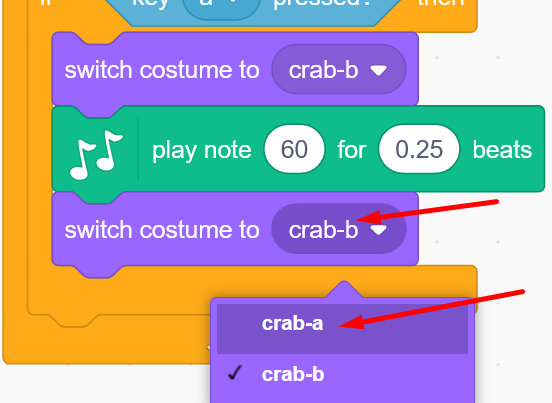 if key a pressed? then
switch costume to crab-b
play note 60 for 0.25 beats
switch costume to crab-b
crab-a
✓ crab-b